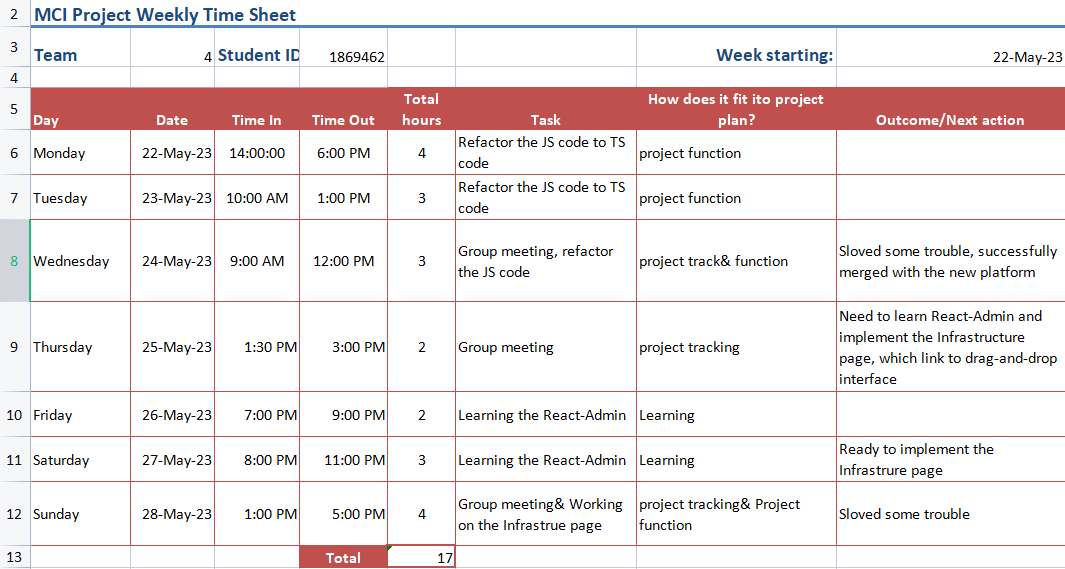 2 MCI Project Weekly Time Sheet
3 Team 4 Student ID 1869462 Week starting: 22-May-23
4
Total How does it fit ito project
5 Day Date Time In Time Out hours Task plan? Outcome/Next action
Refactor the JS code to TS
6 Monday 22-May-23 14:00:00 6:00 PM 4 code project function
Refactor the JS code to TS
7 Tuesday 23-May-23 10:00 AM 1:00 PM 3 code project function
Group meeting, refactor Sloved some trouble, successfully
8 Wednesday 24-May-23 9:00 AM 12:00 PM 3 the JS code project track& function merged with the new platform
Need to learn React-Admin and
implement the Infrastructure
9 Thursday 25-May-23 1:30 PM 3:00 PM 2 Group meeting project tracking page, which link to drag-and-drop
interface
10 Friday 26-May-23 7:00 PM 9:00 PM 2 Learning the React-Admin Learning
Ready to implement the
11 Saturday 27-May-23 8:00 PM 11:00 PM 3 Learning the React-Admin Learning Infrastrure page
Group meeting& Working project tracking& Project
12 Sunday 28-May-23 1:00 PM 5:00 PM 4 on the Infrastrue page function Sloved some trouble
13 Total 17